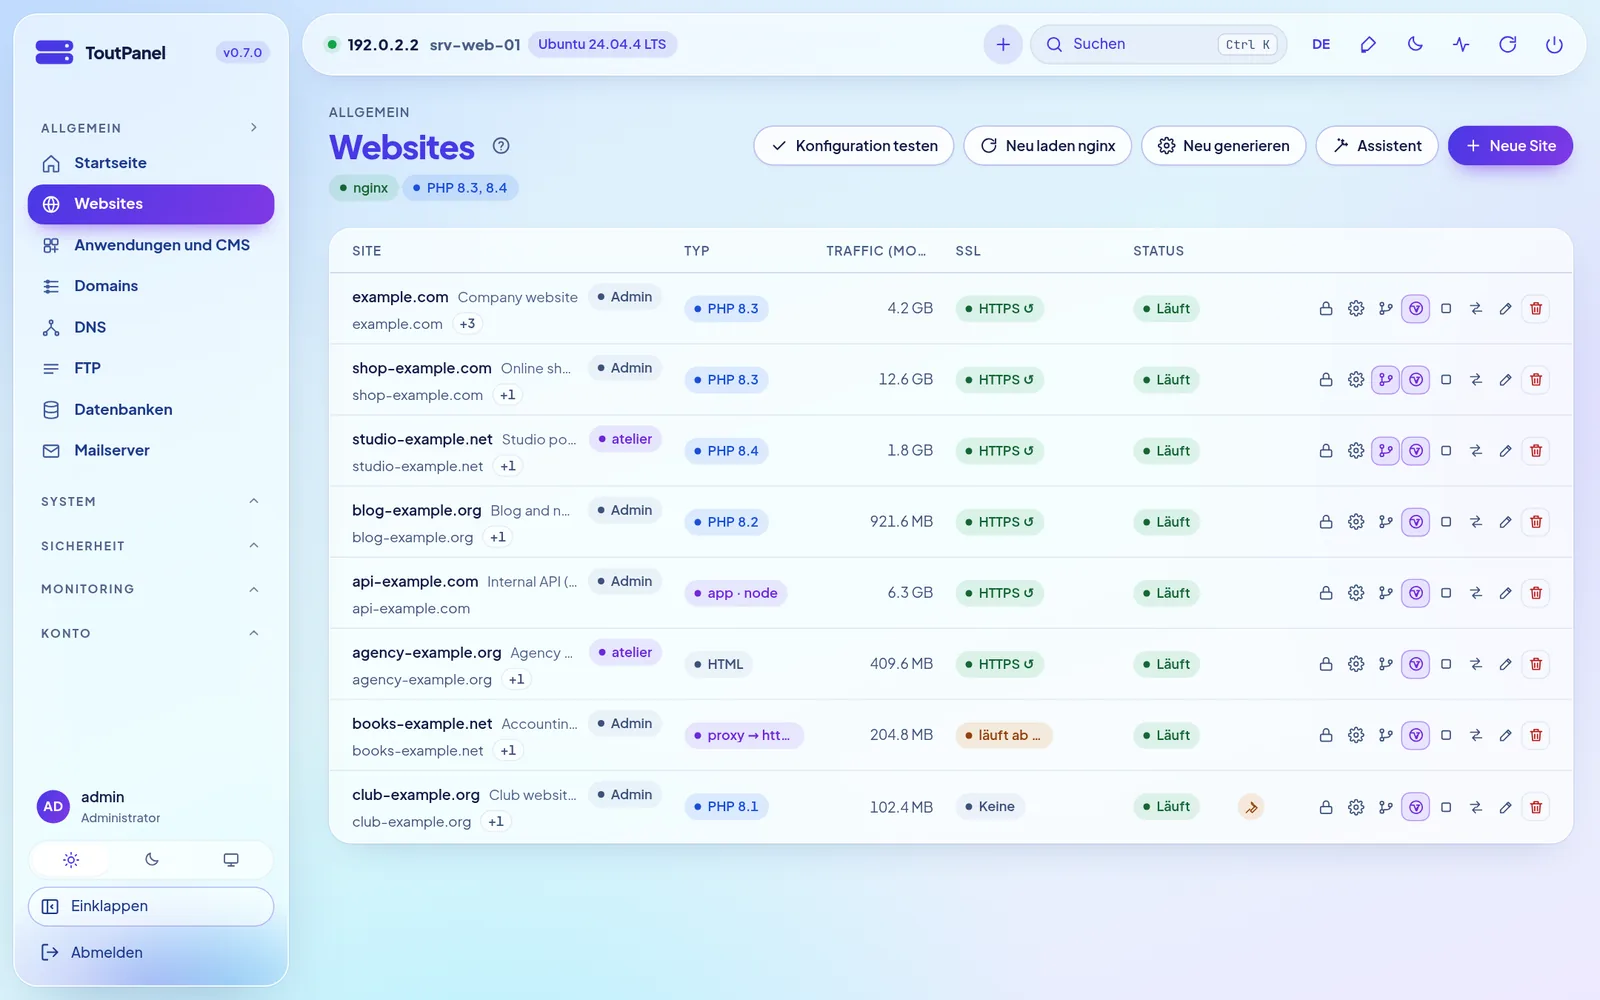 ToutPanel v0.7.0
ALLGEMEIN
Startseite
Websites
Anwendungen und CMS
Domains
DNS
FTP
Datenbanken
Mailserver
SYSTEM
SICHERHEIT
MONITORING
KONTO
AD admin
Administrator
Einklappen
Abmelden
192.0.2.2 srv-web-01 Ubuntu 24.04.4 LTS Suchen Ctrl K DE
ALLGEMEIN
Websites
Konfiguration testen Neu laden nginx Neu generieren Assistent Neue Site
nginx PHP 8.3, 8.4
SITE TYP TRAFFIC (MO… SSL STATUS
example.com Company website Admin PHP 8.3 4.2 GB HTTPS ↺ Läuft
example.com +3
shop-example.com Online sh… Admin PHP 8.3 12.6 GB HTTPS ↺ Läuft
shop-example.com +1
studio-example.net Studio po… atelier PHP 8.4 1.8 GB HTTPS ↺ Läuft
studio-example.net +1
blog-example.org Blog and n… Admin PHP 8.2 921.6 MB HTTPS ↺ Läuft
blog-example.org +1
api-example.com Internal API (… Admin app · node 6.3 GB HTTPS ↺ Läuft
api-example.com
agency-example.org Agency … atelier HTML 409.6 MB HTTPS ↺ Läuft
agency-example.org +1
books-example.net Accountin… Admin proxy → htt… 204.8 MB läuft ab … Läuft
books-example.net +1
club-example.org Club websit… Admin PHP 8.1 102.4 MB Keine Läuft
club-example.org +1